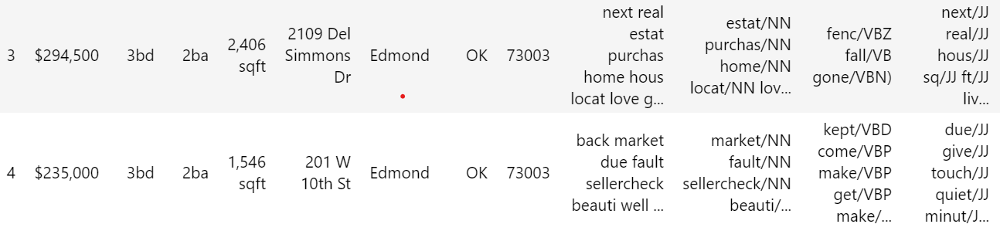 3 $294,500 3bd 2ba 2,406 sqft 2109 Del Simmons Dr Edmond OK 73003 next real estat purchas home hous locat love g... estat/NN purchas/NN home/NN locat/NN lov... fenc/VBZ fall/VB gone/VBN) next/JJ real/JJ hous/JJ sq/JJ ft/JJ liv...
4 $235,000 3bd 2ba 1,546 sqft 201 W 10th St Edmond OK 73003 back market due fault sellercheck beauti well ... market/NN fault/NN sellercheck/NN beauti/... kept/VBD come/VBP make/VBP get/VBP make/... due/JJ give/JJ touch/JJ quiet/JJ minut/J...